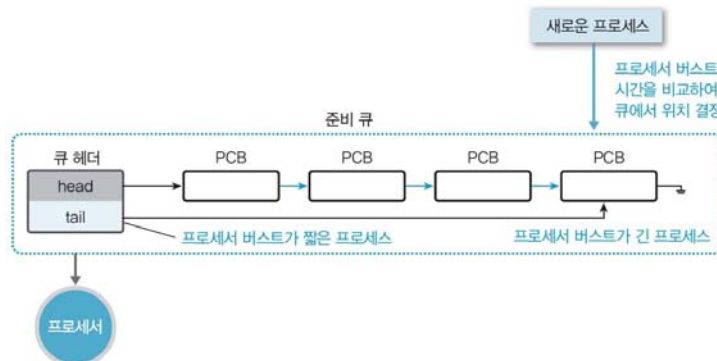 새로운 프로세스
프로세서 버스트
시간을 비교하여
큐에서 위치 결정
준비 큐
큐 헤더
PCB
PCB
PCB
PCB
head
tail
프로세서 버스트가 짧은 프로세스
프로세서 버스트가 긴 프로세스
프로세서